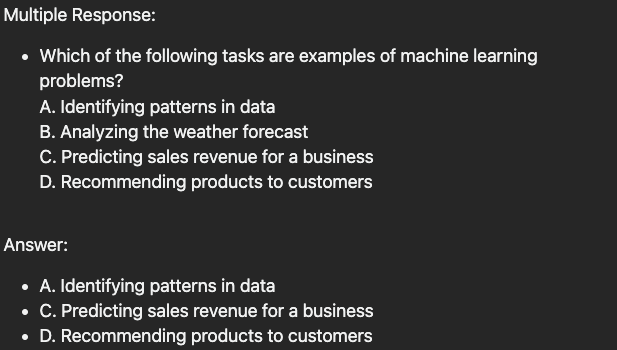 Multiple Response:
• Which of the following tasks are examples of machine learning
problems?
A. Identifying patterns in data
B. Analyzing the weather forecast
C. Predicting sales revenue for a business
D. Recommending products to customers
Answer:
• A. Identifying patterns in data
• C. Predicting sales revenue for a business
• D. Recommending products to customers